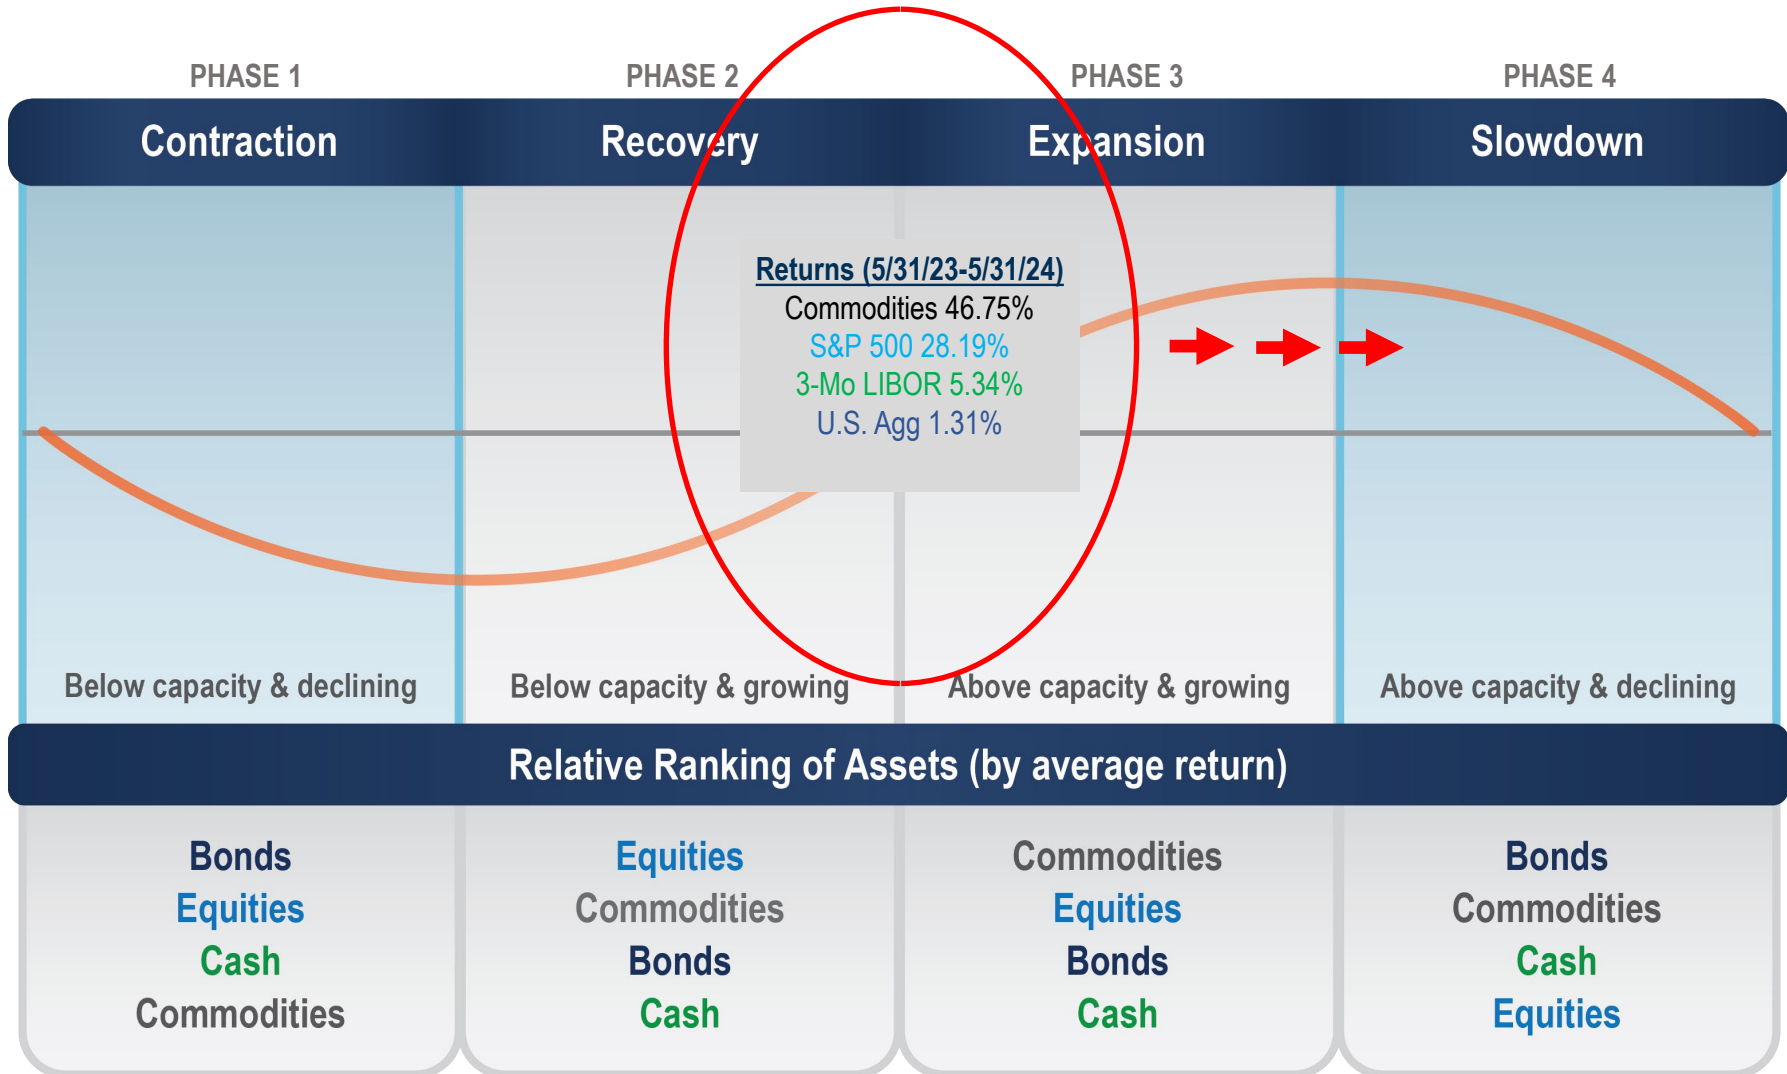 PHASE 1
PHASE 2
PHASE 3
PHASE 4
Contraction
Recovery
Expansion
Slowdown
Returns (5/31/23-5/31/24)
Commodities 46.75%
S&P 500 28.19%
3-Mo LIBOR 5.34%
U.S. Agg 1.31%
Below capacity & declining
Below capacity & growing
Above capacity & growing
Above capacity & declining
Relative Ranking of Assets (by average return)
Bonds
Equities
Cash
Commodities
Equities
Commodities
Bonds
Cash
Commodities
Equities
Bonds
Cash
Bonds
Commodities
Cash
Equities